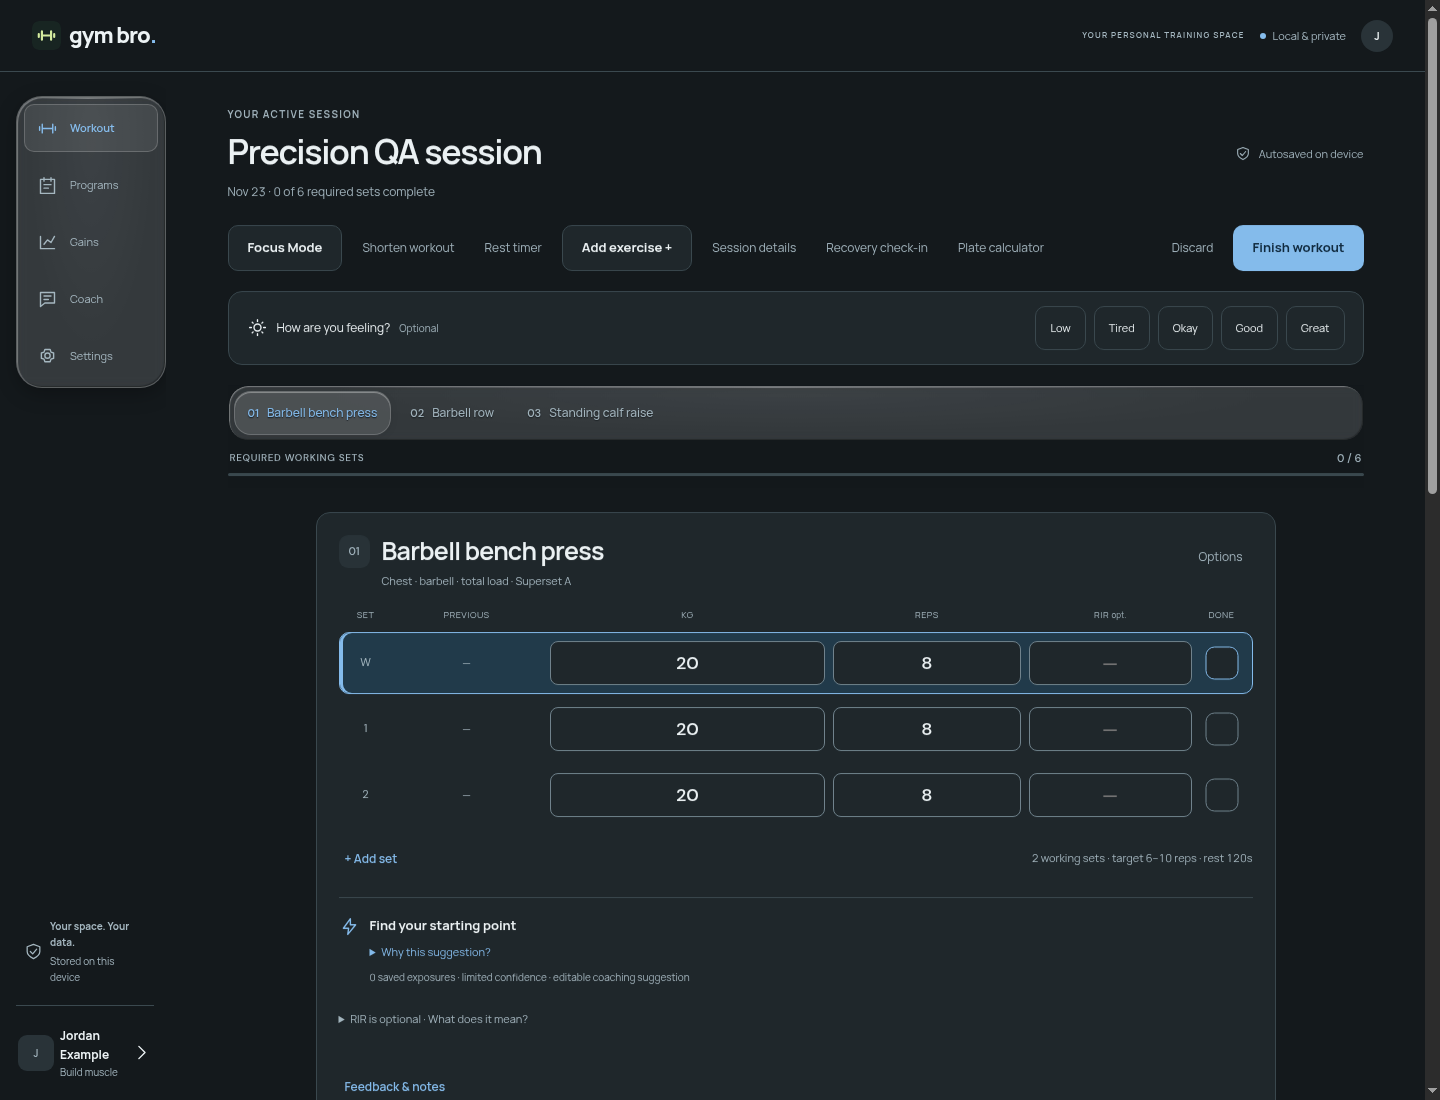 gym bro.
YOUR PERSONAL TRAINING SPACE
Local & private
J
Workout
Programs
Gains
Coach
Settings
YOUR ACTIVE SESSION
Precision QA session
Autosaved on device
Nov 23 · 0 of 6 required sets complete
Focus Mode
Shorten workout
Rest timer
Add exercise +
Session details
Recovery check-in
Plate calculator
Discard
Finish workout
How are you feeling? Optional
Low
Tired
Okay
Good
Great
01 Barbell bench press
02 Barbell row
03 Standing calf raise
REQUIRED WORKING SETS
0 / 6
01
Barbell bench press
Options
Chest · barbell · total load · Superset A
SET PREVIOUS KG REPS RIR opt. DONE
W – 20 8 —
1 – 20 8 —
2 – 20 8 —
+ Add set
2 working sets · target 6–10 reps · rest 120s
Find your starting point
Why this suggestion?
0 saved exposures · limited confidence · editable coaching suggestion
RIR is optional · What does it mean?
Feedback & notes
Your space. Your
data.
Stored on this
device
J
Jordan
Example
Build muscle